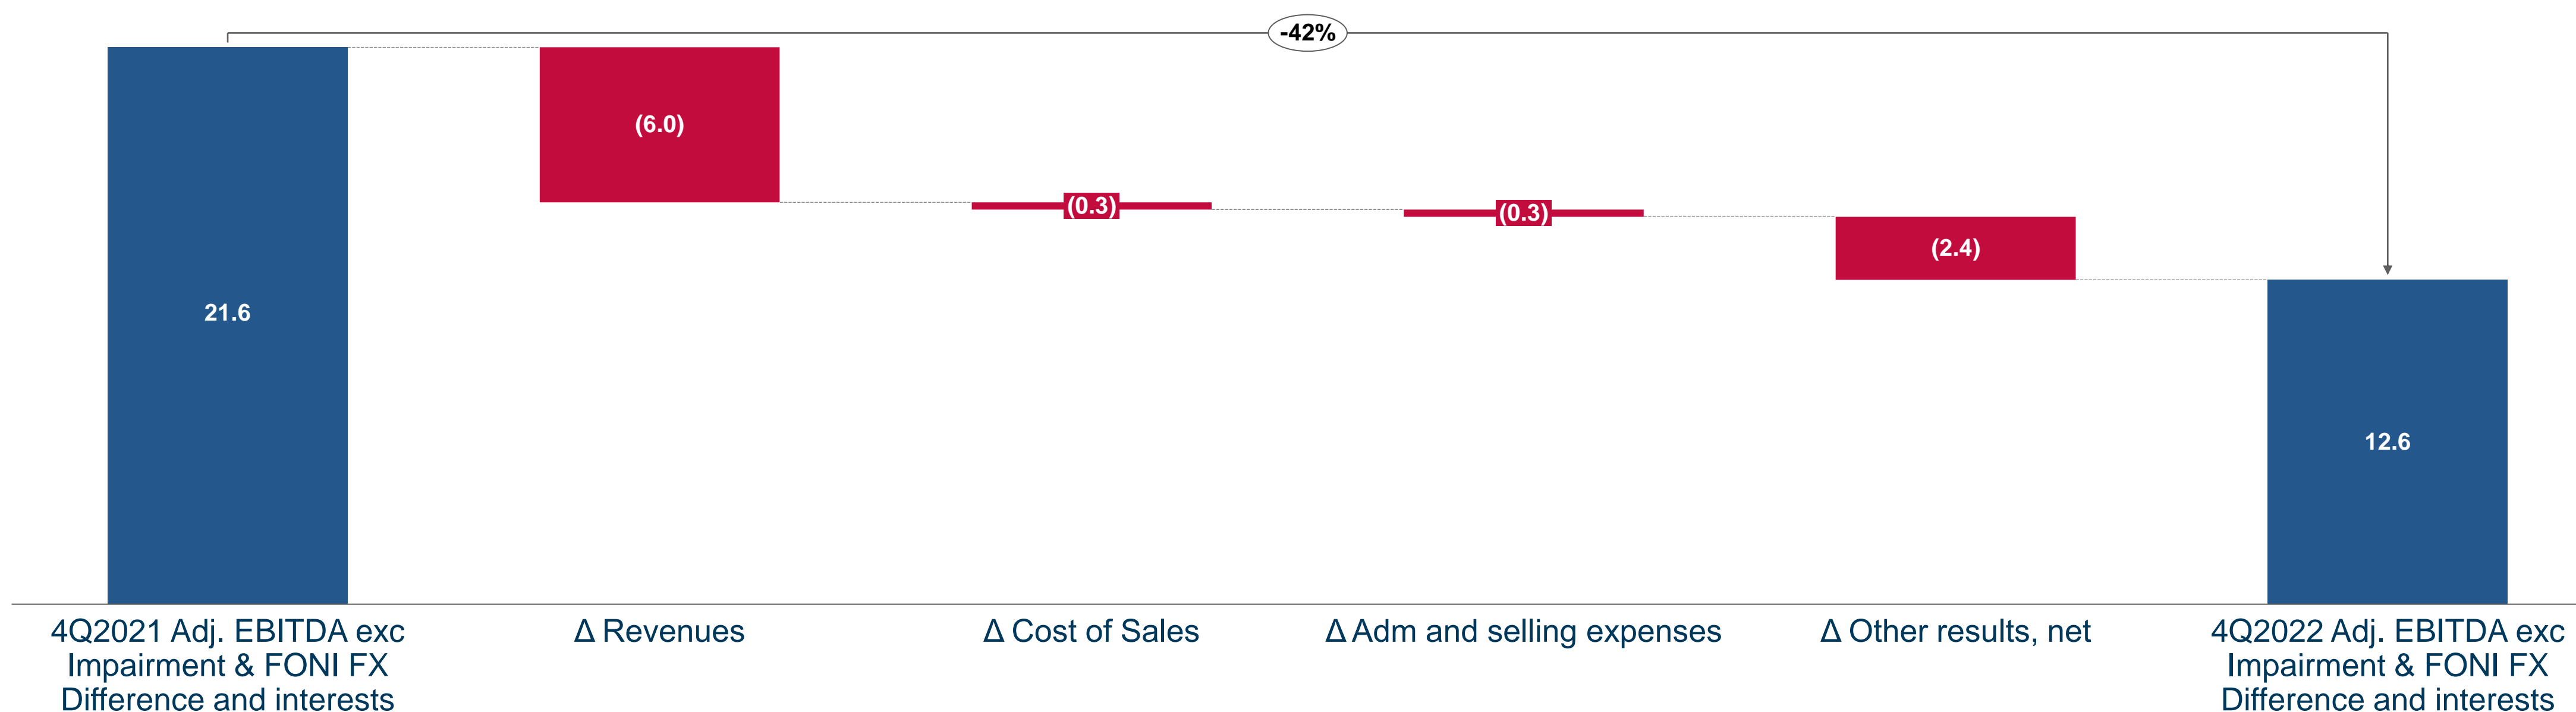 -42%
(6.0)
(0.3)
(0.3)
(2.4)
21.6
12.6
4Q2021 Adj. EBITDA exc
Impairment & FONI FX
Difference and interests
Δ Revenues
Δ Cost of Sales
Δ Adm and selling expenses
Δ Other results, net
4Q2022 Adj. EBITDA exc
Impairment & FONI FX
Difference and interests